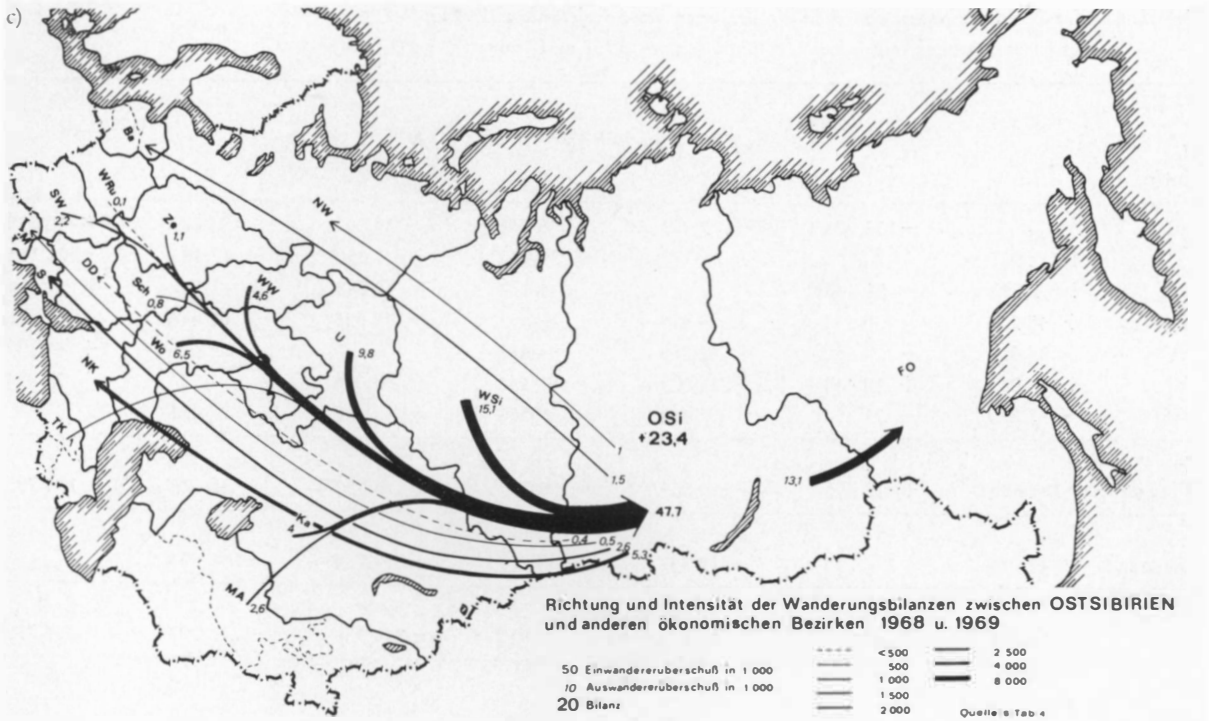 c)
Ba
NW
WRu
0,1
SW
2,2
Ze
1,1
DD
S
Sch
0,8
WW
4,6
Wo
6,5
U
9,8
NK
WSi
15,1
OSi
+23,4
FO
TK
1
1
1,5
13,1
47.7
Ka
4
0,4
0,5
2,6
5,3
MA
2,6
Richtung und Intensität der Wanderungsbilanzen zwischen OSTSIBIRIEN
und anderen ökonomischen Bezirken 1968 u. 1969
50 Einwandererüberschuß in 1 000
10 Auswandererüberschuß in 1 000
20 Bilanz
<500
500
1 000
1 500
2 000
2 500
4 000
8 000
Quelle s Tab 4